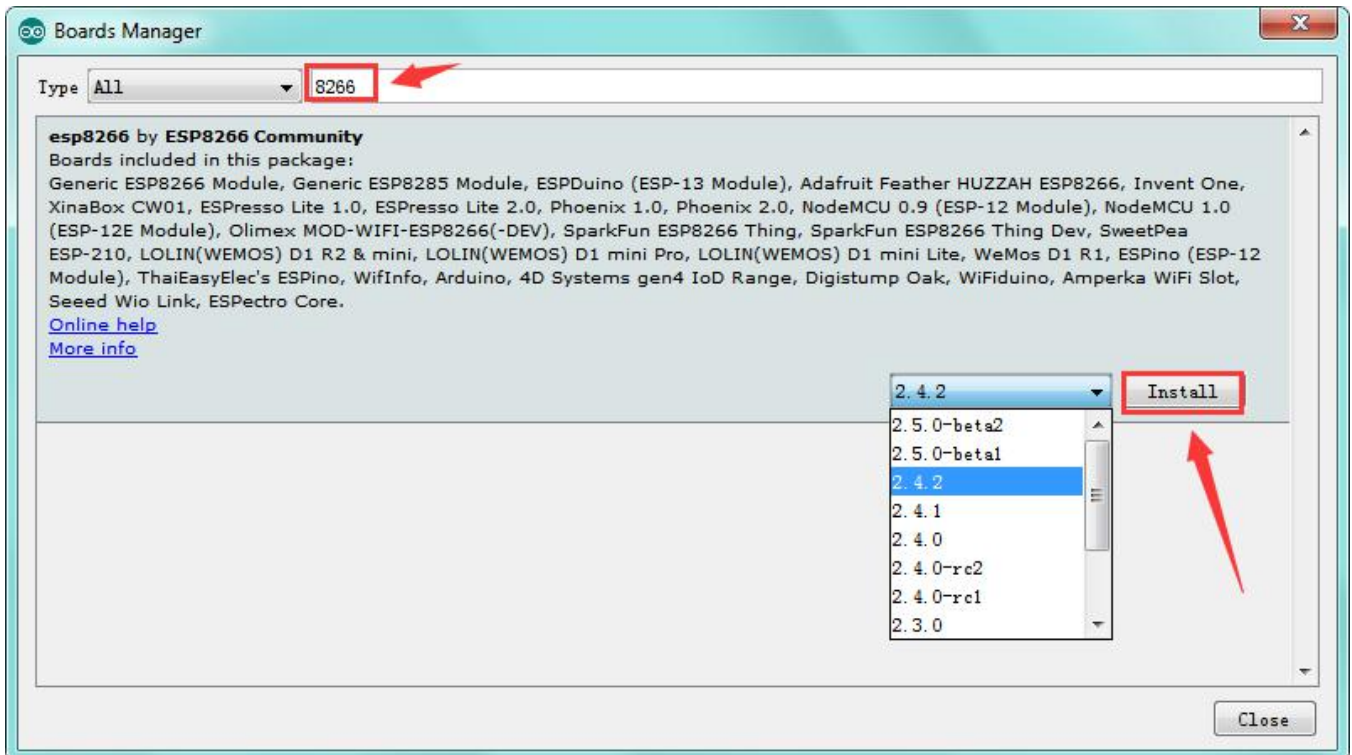 Boards Manager
Type All 8266
esp8266 by ESP8266 Community
Boards included in this package:
Generic ESP8266 Module, Generic ESP8285 Module, ESPDuino (ESP-13 Module), Adafruit Feather HUZZAH ESP8266, Invent One,
XinaBox CW01, ESPresso Lite 1.0, ESPresso Lite 2.0, Phoenix 1.0, Phoenix 2.0, NodeMCU 0.9 (ESP-12 Module), NodeMCU 1.0
(ESP-12E Module), Olimex MOD-WIFI-ESP8266(-DEV), SparkFun ESP8266 Thing, SparkFun ESP8266 Thing Dev, SweetPea
ESP-210, LOLIN(WEMOS) D1 R2 & mini, LOLIN(WEMOS) D1 mini Pro, LOLIN(WEMOS) D1 mini Lite, WeMos D1 R1, ESPino (ESP-12
Module), ThaiEasyElec's ESPino, WifInfo, Arduino, 4D Systems gen4 IoD Range, Digistump Oak, WiFiduino, Amperka WiFi Slot,
Seeed Wio Link, ESPectro Core.
Online help
More info
2.4.2 Install
2.5.0-beta2
2.5.0-beta1
2.4.2
2.4.1
2.4.0
2.4.0-rc2
2.4.0-rc1
2.3.0
Close